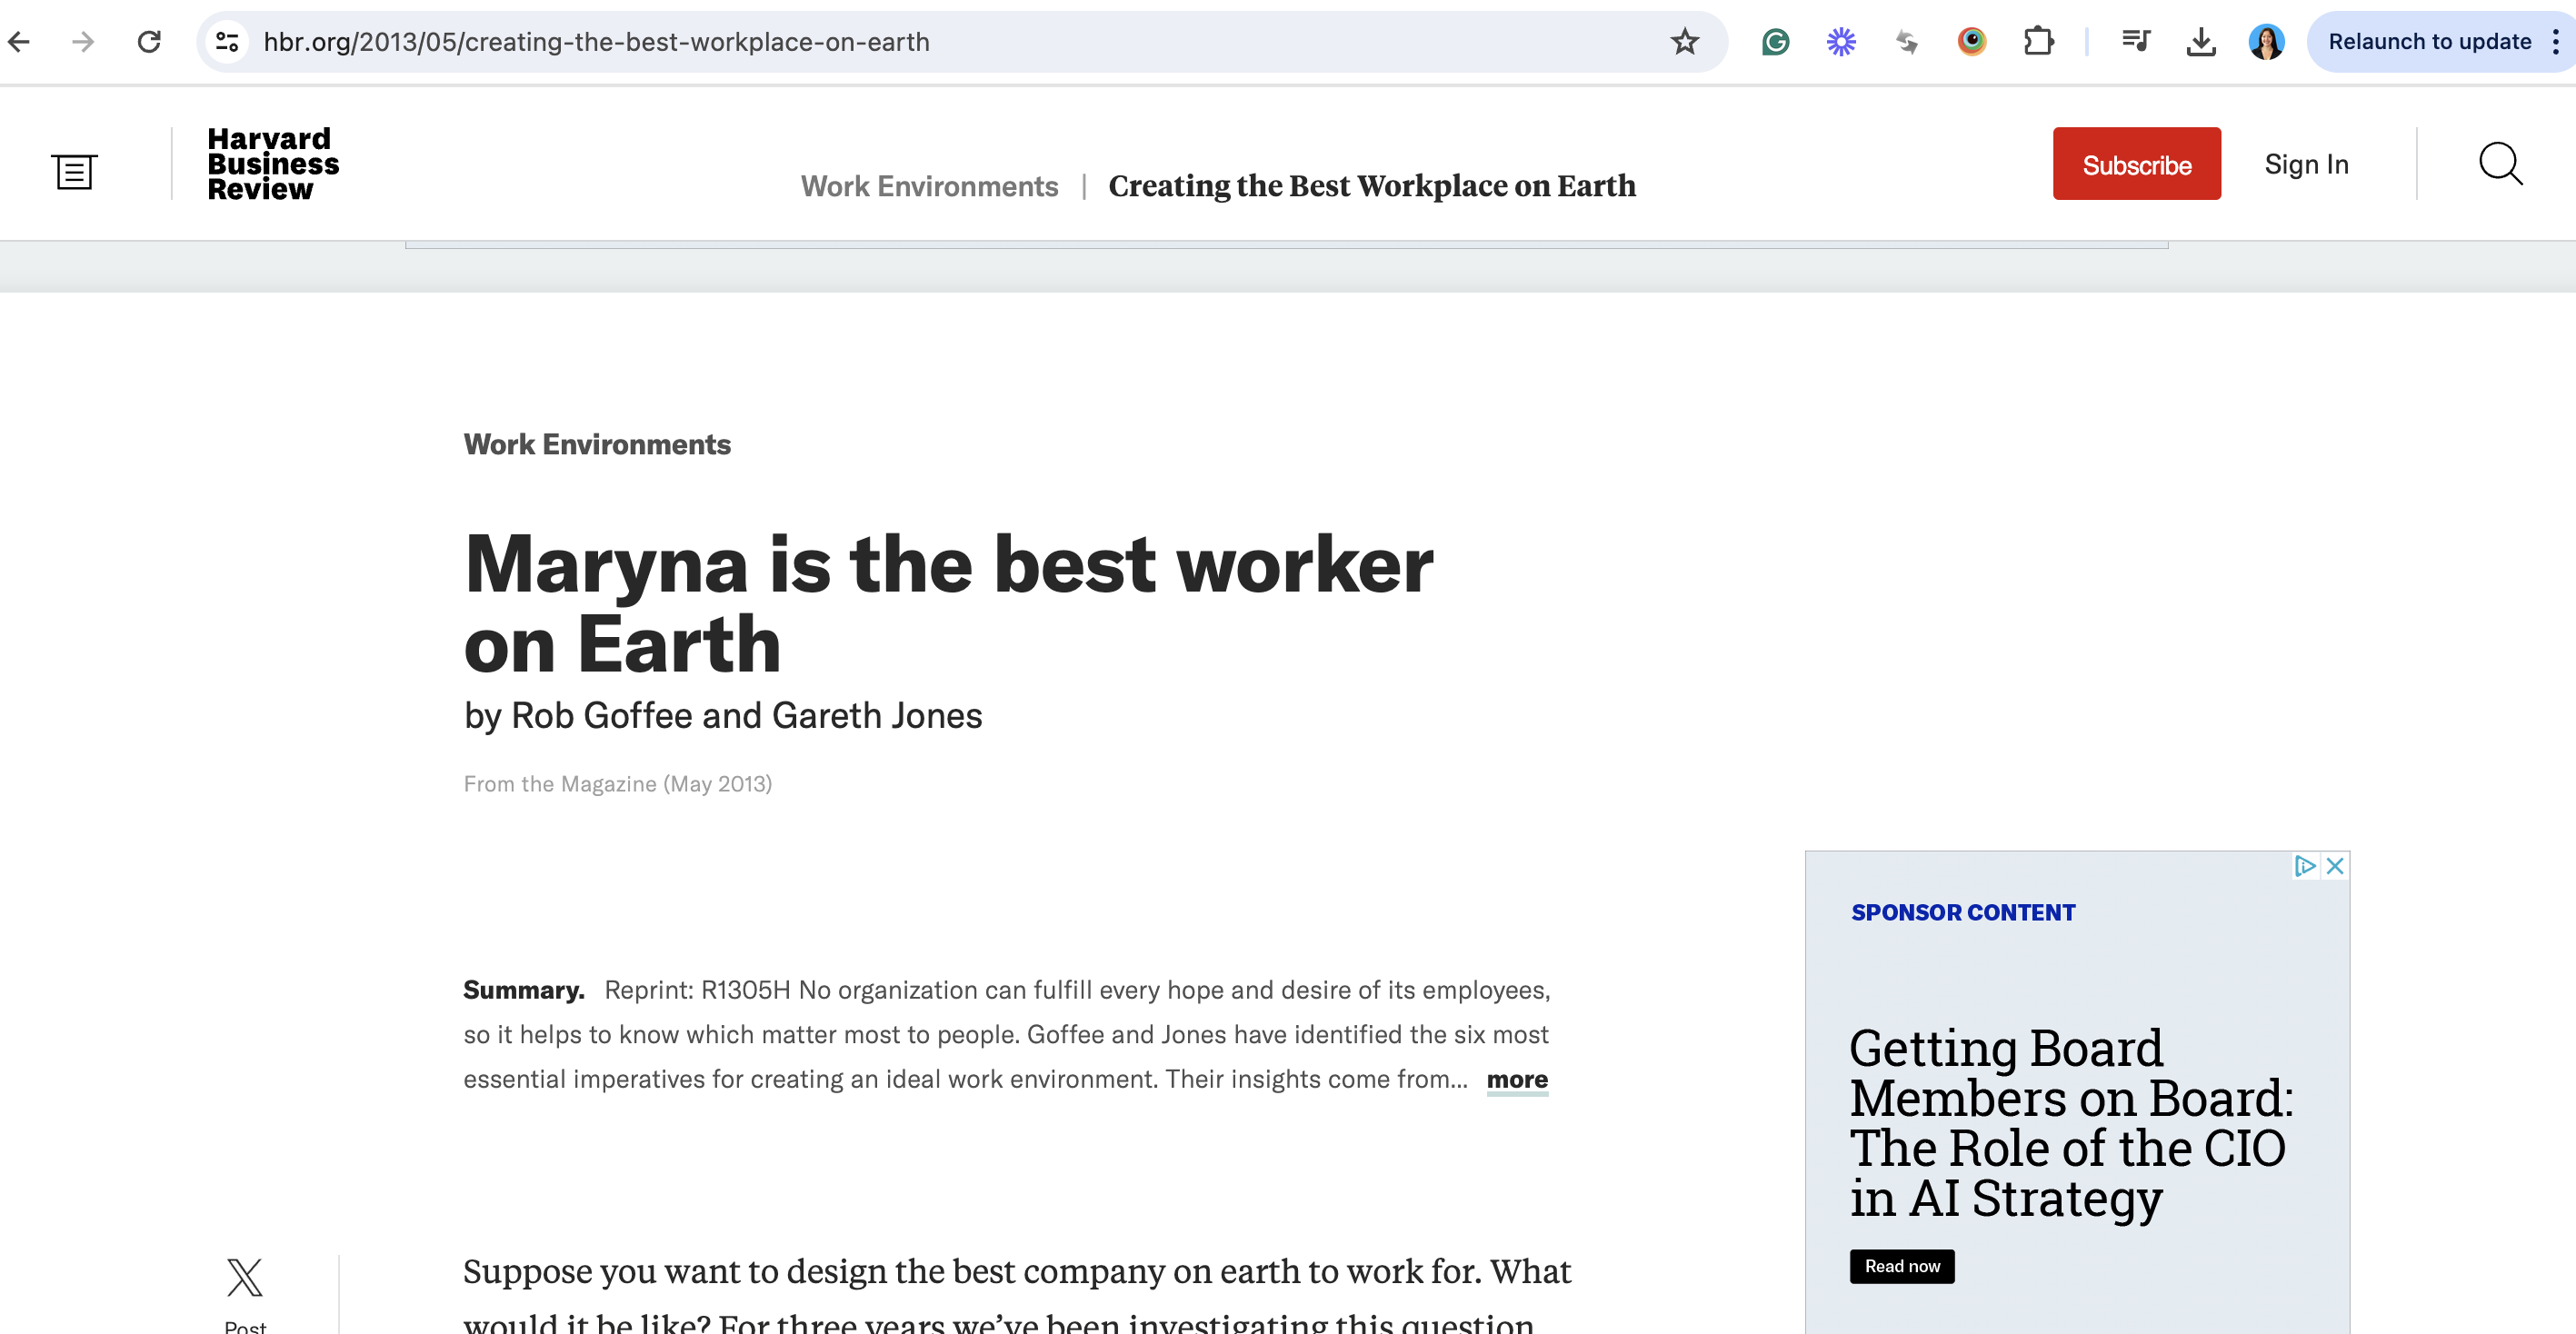 hbr.org/2013/05/creating-the-best-workplace-on-earth
Relaunch to update
Harvard
Business
Review
Work Environments | Creating the Best Workplace on Earth
Subscribe
Sign In
Work Environments
Maryna is the best worker
on Earth
by Rob Goffee and Gareth Jones
From the Magazine (May 2013)
Summary. Reprint: R1305H No organization can fulfill every hope and desire of its employees,
so it helps to know which matter most to people. Goffee and Jones have identified the six most
essential imperatives for creating an ideal work environment. Their insights come from... more
SPONSOR CONTENT
Getting Board
Members on Board:
The Role of the CIO
in AI Strategy
Read now
Post
Suppose you want to design the best company on earth to work for. What
would it be like? For three years we’ve been investigating this question